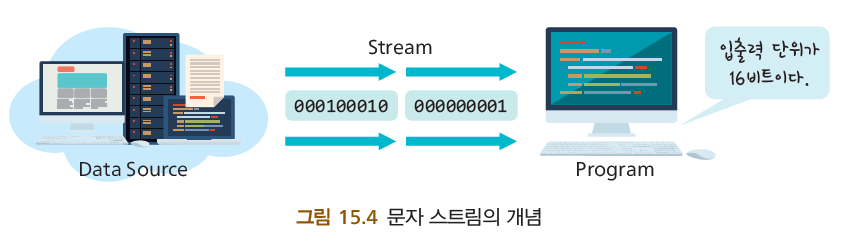 Stream
입출력 단위가
16비트이다.
000100010 000000001
Data Source
Program
그림 15.4 문자 스트림의 개념